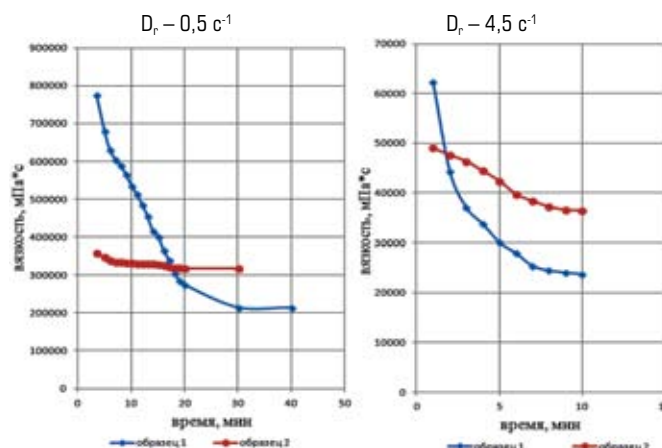 Dᵣ – 0,5 с⁻¹
900000
800000
700000
600000
500000
400000
300000
200000
100000
0
вязкость, мПа*с
0 10 20 30 40 50
время, мин
образец 1 образец 2
Dᵣ – 4,5 с⁻¹
70000
60000
50000
40000
30000
20000
10000
0
вязкость, мПа*с
0 5 10
время, мин
образец 1 образец 2